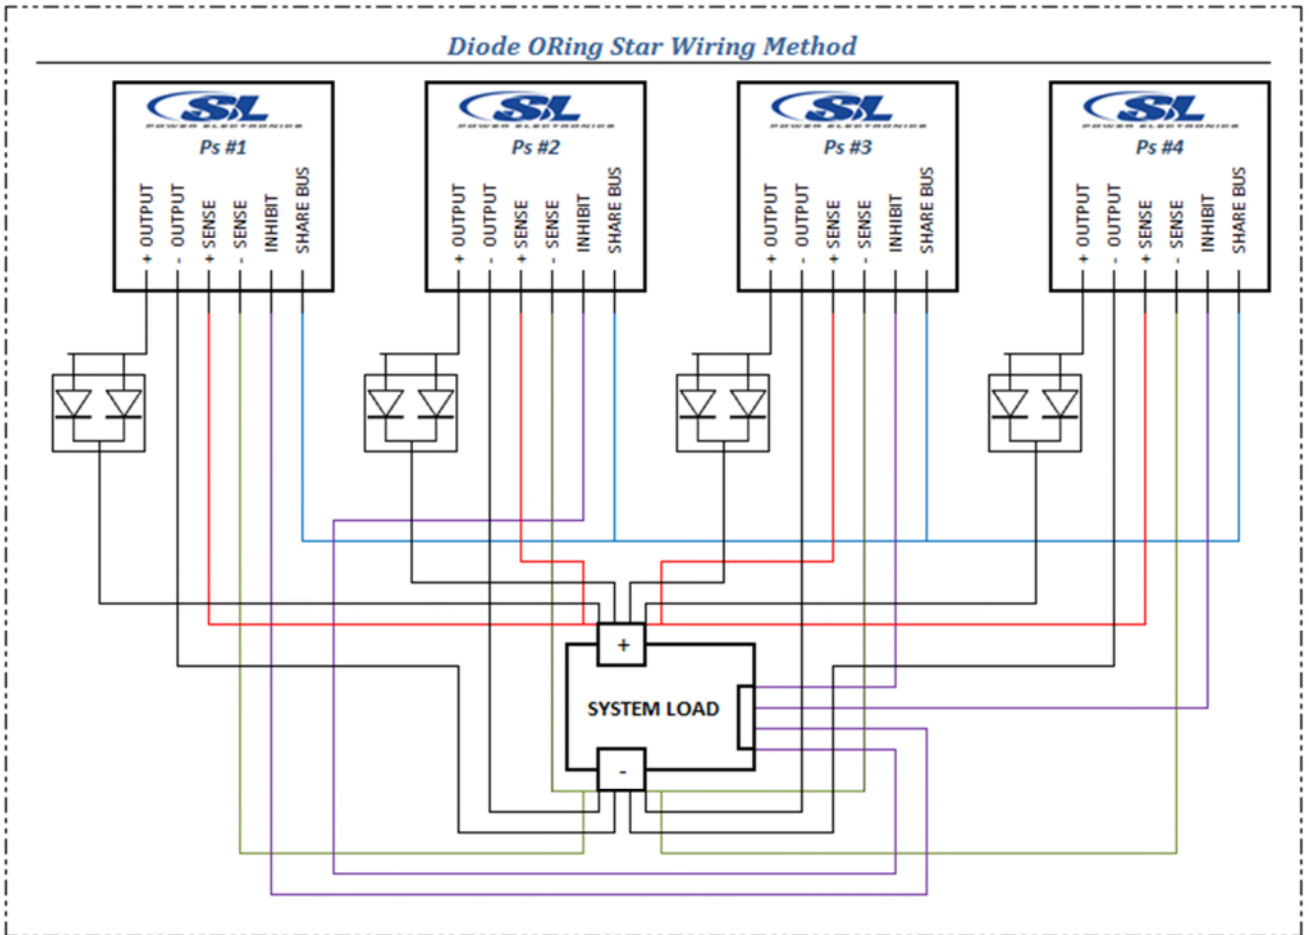 Diode ORing Star Wiring Method
SL
POWER ELECTRONICS
Ps #1
+ OUTPUT
- OUTPUT
+ SENSE
- SENSE
INHIBIT
SHARE BUS
SL
POWER ELECTRONICS
Ps #2
+ OUTPUT
- OUTPUT
+ SENSE
- SENSE
INHIBIT
SHARE BUS
SL
POWER ELECTRONICS
Ps #3
+ OUTPUT
- OUTPUT
+ SENSE
- SENSE
INHIBIT
SHARE BUS
SL
POWER ELECTRONICS
Ps #4
+ OUTPUT
- OUTPUT
+ SENSE
- SENSE
INHIBIT
SHARE BUS
+
SYSTEM LOAD
-